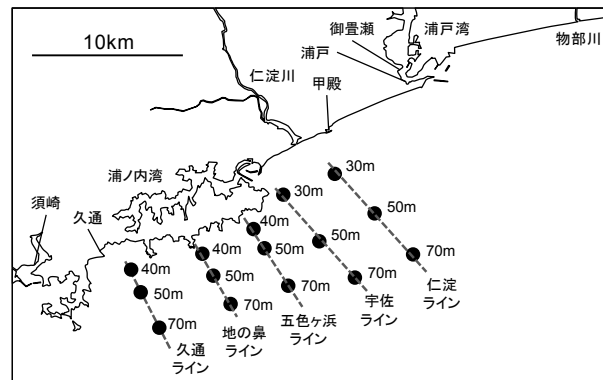 御畳瀬
浦戸湾
10km
浦戸
物部川
仁淀川
甲殿
浦ノ内湾
30m
30m
須崎
久通
40m
50m
50m
40m
50m
70m
40m
50m
70m
50m
70m
70m
70m
仁淀
ライン
宇佐
ライン
五色ヶ浜
ライン
地の鼻
ライン
久通
ライン